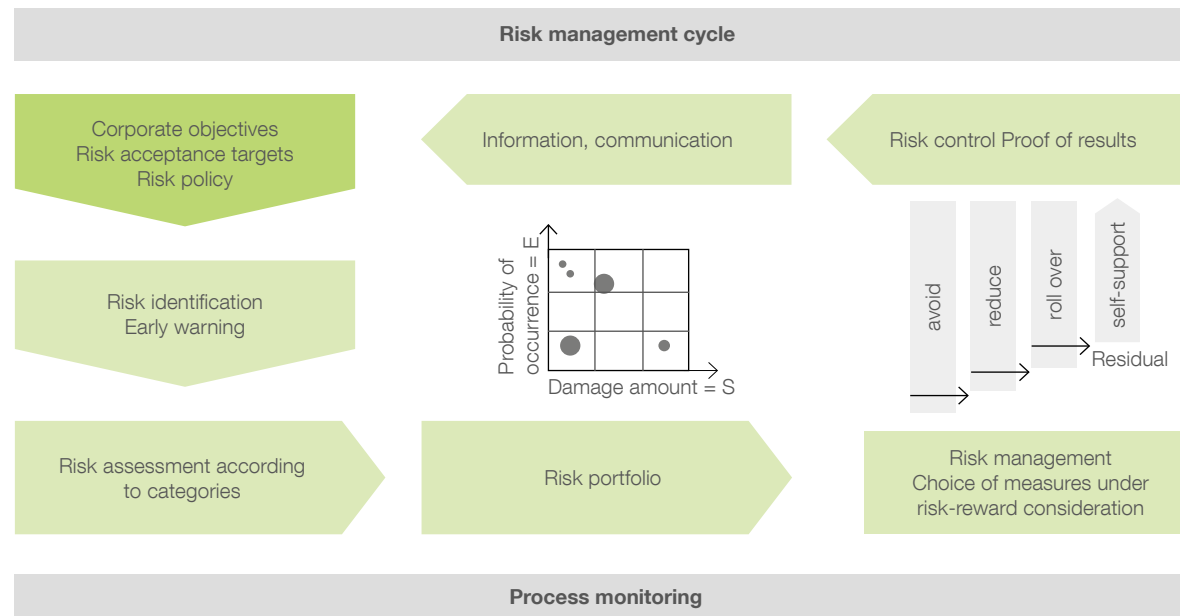 Risk management cycle
Corporate objectives
Risk acceptance targets
Risk policy
Information, communication
Risk control Proof of results
Risk identification
Early warning
Probability of
occurrence = E
Damage amount = S
avoid
reduce
roll over
self-support
Residual
Risk assessment according
to categories
Risk portfolio
Risk management
Choice of measures under
risk-reward consideration
Process monitoring